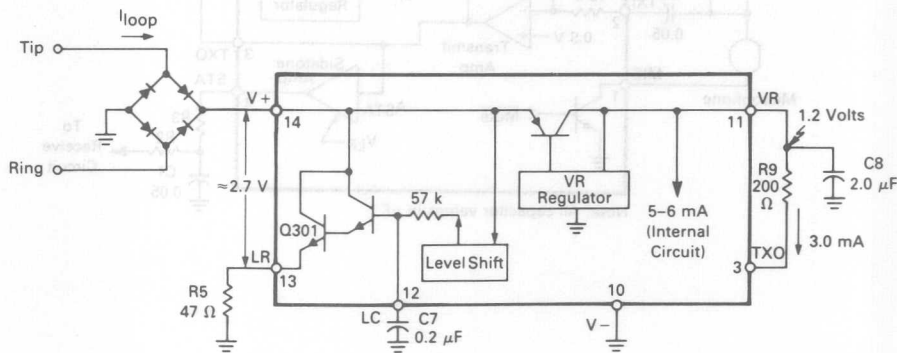 I loop
Tip
Ring
V+
14
≈2.7 V
LR
13
R5
47 Ω
Q301
57 k
Level Shift
12
LC
C7
0.2 μF
VR
Regulator
5–6 mA
(Internal
Circuit)
10
V−
VR
11
1.2 Volts
R9
200
Ω
C8
2.0 μF
3.0 mA
TXO
3